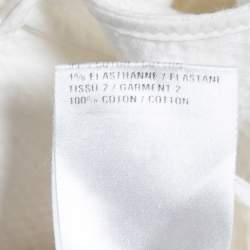 1% ELASTHANNE / ELASTANE
TISSU 2 / GARMENT 2
100% COTON / COTTON